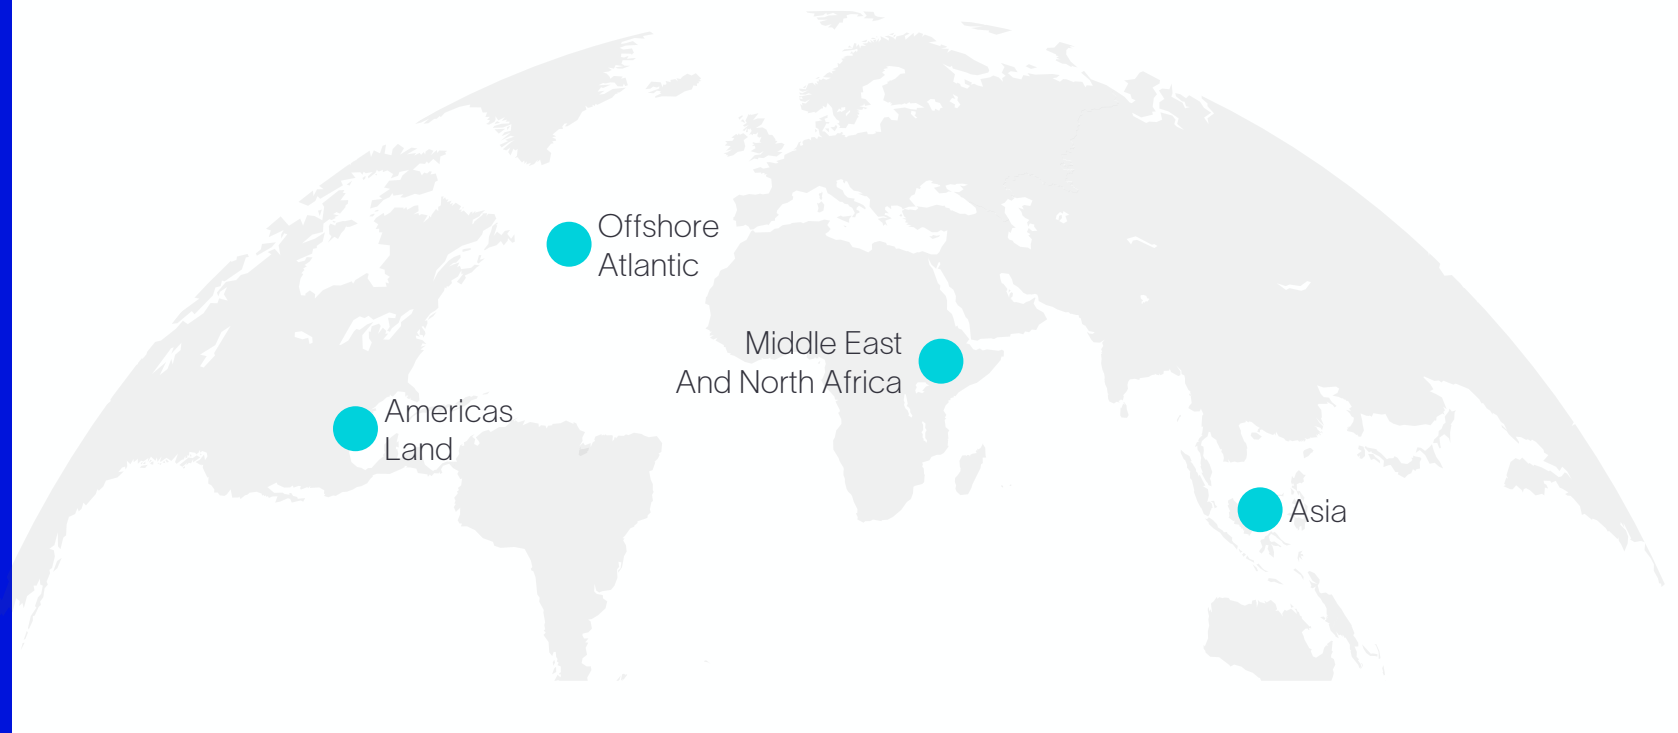 Offshore
Atlantic
Middle East
And North Africa
Americas
Land
Asia